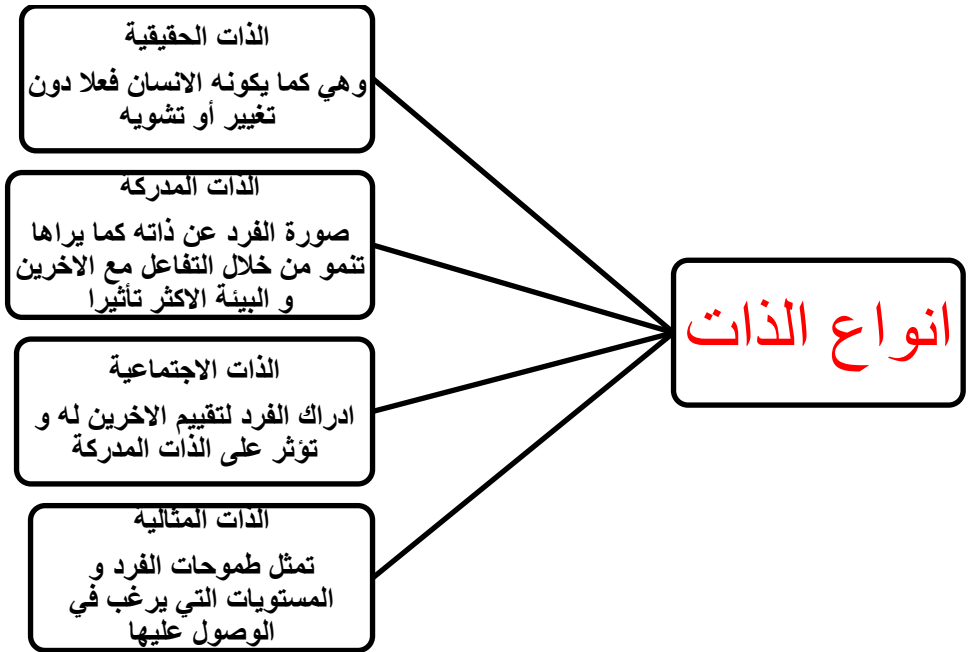 انواع الذات
الذات الحقيقية
وهي كما يكونه الانسان فعلا دون
تغيير أو تشويه
الذات المدركة
صورة الفرد عن ذاته كما يراها
تنمو من خلال التفاعل مع الاخرين
و البيئة الاكثر تأثيرا
الذات الاجتماعية
ادراك الفرد لتقييم الاخرين له و
تؤثر على الذات المدركة
الذات المثالية
تمثل طموحات الفرد و
المستويات التي يرغب في
الوصول عليها